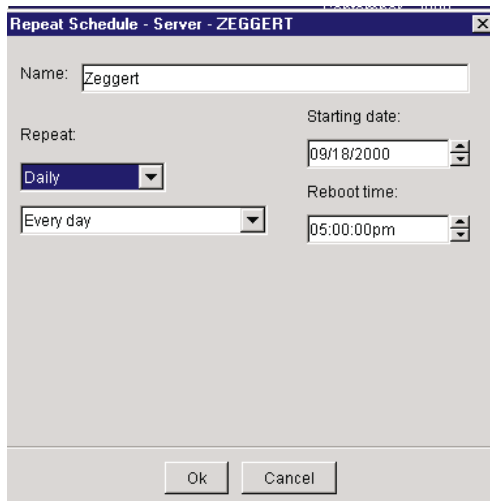 Repeat Schedule - Server - ZEGGERT
Name: Zeggert
Repeat:
Daily
Every day
Starting date:
09/18/2000
Reboot time:
05:00:00pm
Ok
Cancel